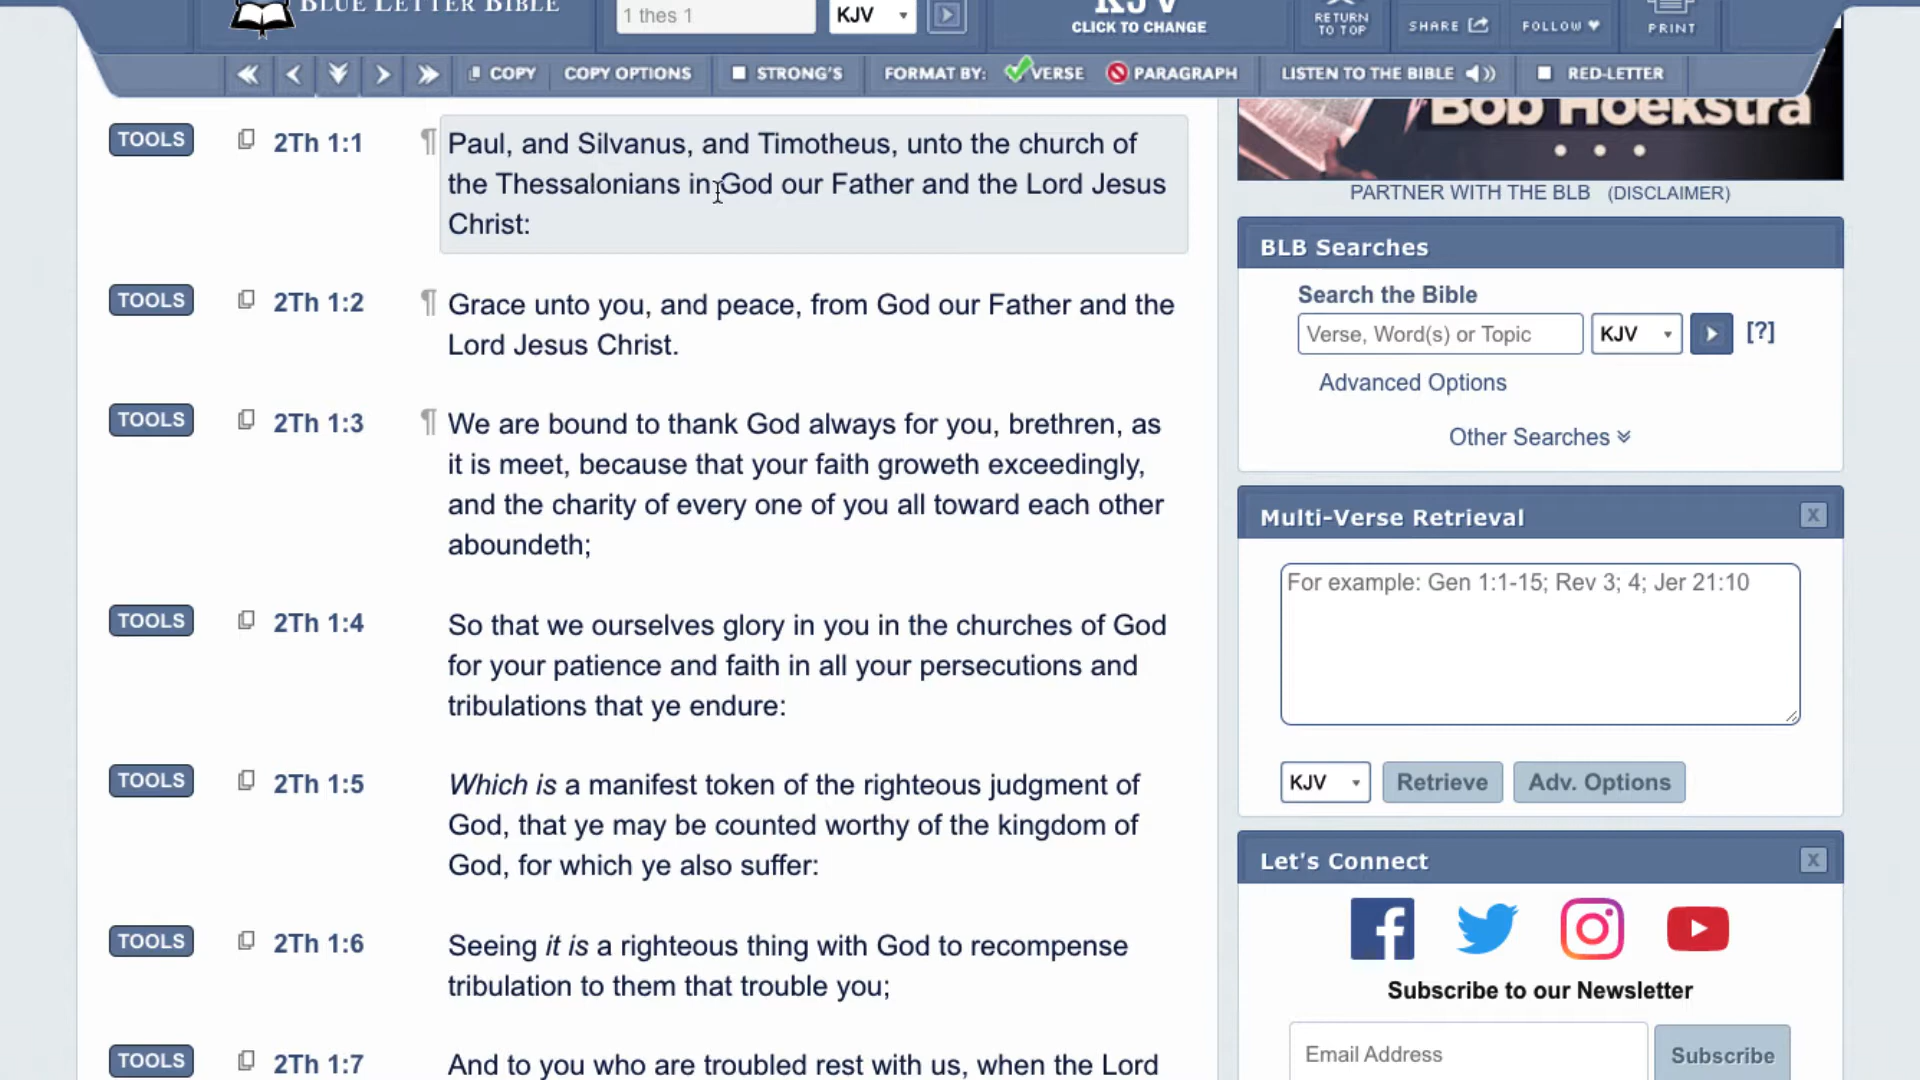 BLUE LETTER BIBLE
1 thes 1
KJV
KJV
CLICK TO CHANGE
RETURN
TO TOP
SHARE
FOLLOW
PRINT
COPY
COPY OPTIONS
STRONG'S
FORMAT BY:
VERSE
PARAGRAPH
LISTEN TO THE BIBLE
RED-LETTER
TOOLS
2Th 1:1
¶ Paul, and Silvanus, and Timotheus, unto the church of
the Thessalonians in God our Father and the Lord Jesus
Christ:
TOOLS
2Th 1:2
¶ Grace unto you, and peace, from God our Father and the
Lord Jesus Christ.
TOOLS
2Th 1:3
¶ We are bound to thank God always for you, brethren, as
it is meet, because that your faith groweth exceedingly,
and the charity of every one of you all toward each other
aboundeth;
TOOLS
2Th 1:4
So that we ourselves glory in you in the churches of God
for your patience and faith in all your persecutions and
tribulations that ye endure:
TOOLS
2Th 1:5
Which is a manifest token of the righteous judgment of
God, that ye may be counted worthy of the kingdom of
God, for which ye also suffer:
TOOLS
2Th 1:6
Seeing it is a righteous thing with God to recompense
tribulation to them that trouble you;
TOOLS
2Th 1:7
And to you who are troubled rest with us, when the Lord
Bob Hoekstra
PARTNER WITH THE BLB (DISCLAIMER)
BLB Searches
Search the Bible
Verse, Word(s) or Topic
KJV
[?]
Advanced Options
Other Searches
Multi-Verse Retrieval
X
For example: Gen 1:1-15; Rev 3; 4; Jer 21:10
KJV
Retrieve
Adv. Options
Let's Connect
X
Subscribe to our Newsletter
Email Address
Subscribe